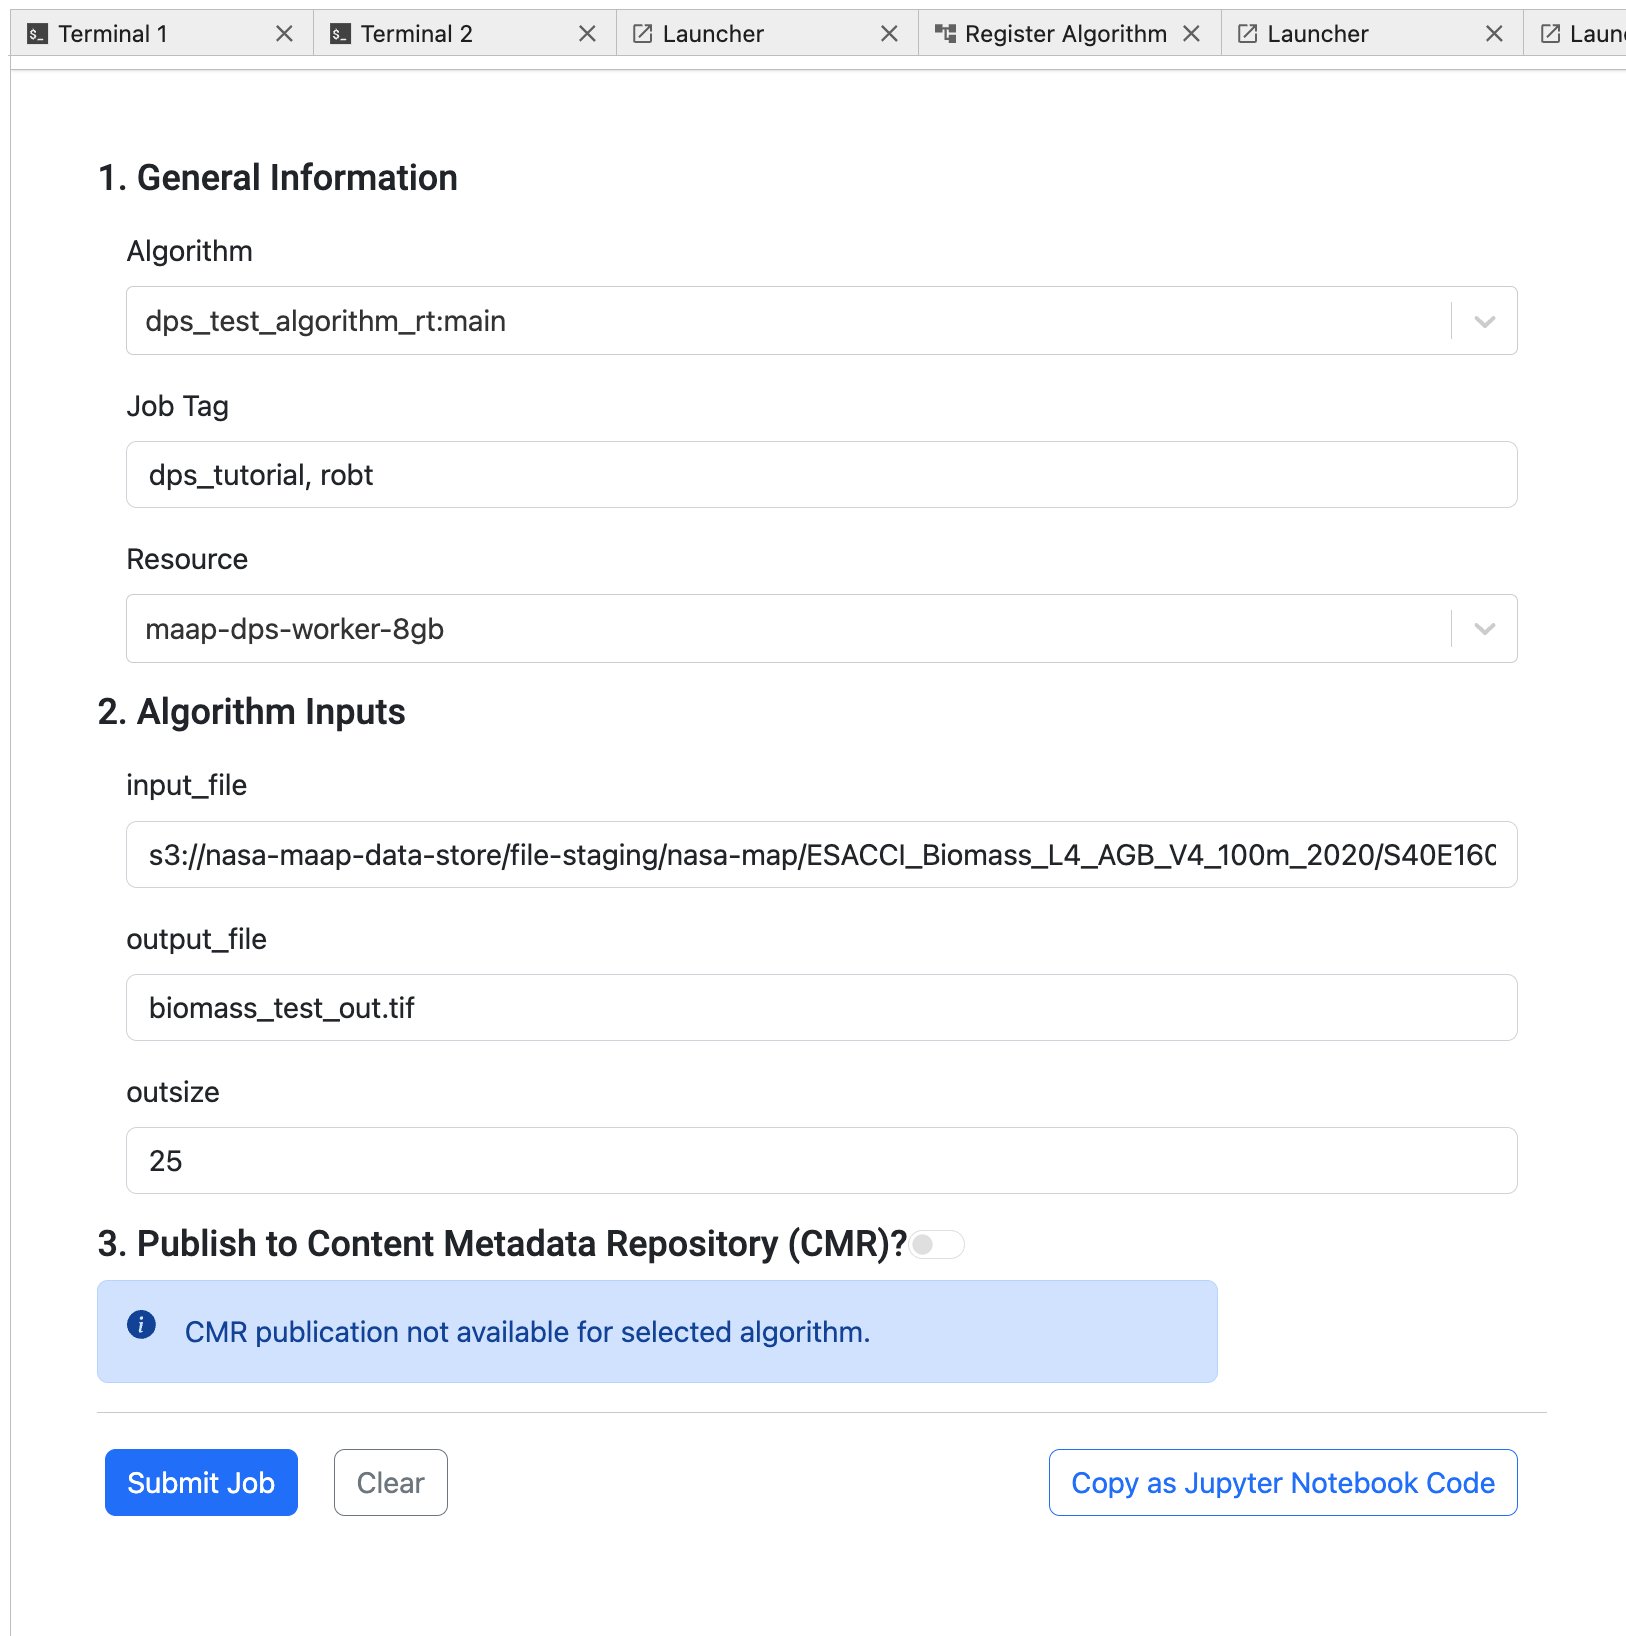 Terminal 1
Terminal 2
Launcher
Register Algorithm
Launcher
1. General Information
Algorithm
dps_test_algorithm_rt:main
Job Tag
dps_tutorial, robt
Resource
maap-dps-worker-8gb
2. Algorithm Inputs
input_file
s3://nasa-maap-data-store/file-staging/nasa-map/ESACCI_Biomass_L4_AGB_V4_100m_2020/S40E160
output_file
biomass_test_out.tif
outsize
25
3. Publish to Content Metadata Repository (CMR)?
CMR publication not available for selected algorithm.
Submit Job
Clear
Copy as Jupyter Notebook Code